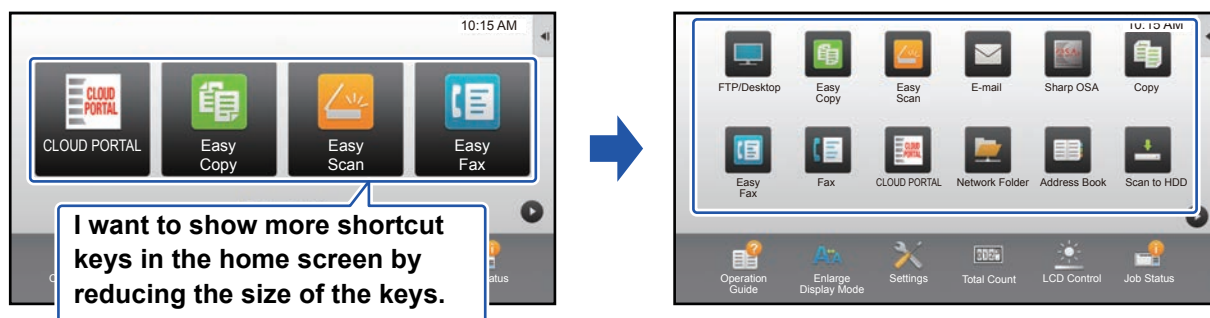 10:15 AM
CLOUD
PORTAL
CLOUD PORTAL
Easy
Copy
Easy
Scan
Easy
Fax
I want to show more shortcut
keys in the home screen by
reducing the size of the keys.
10:15 AM
OSA
FTP/Desktop
Easy
Copy
Easy
Scan
E-mail
Sharp OSA
Copy
CLOUD
PORTAL
Easy
Fax
Fax
CLOUD PORTAL
Network Folder
Address Book
Scan to HDD
Operation
Guide
Enlarge
Display Mode
Settings
Total Count
LCD Control
Job Status